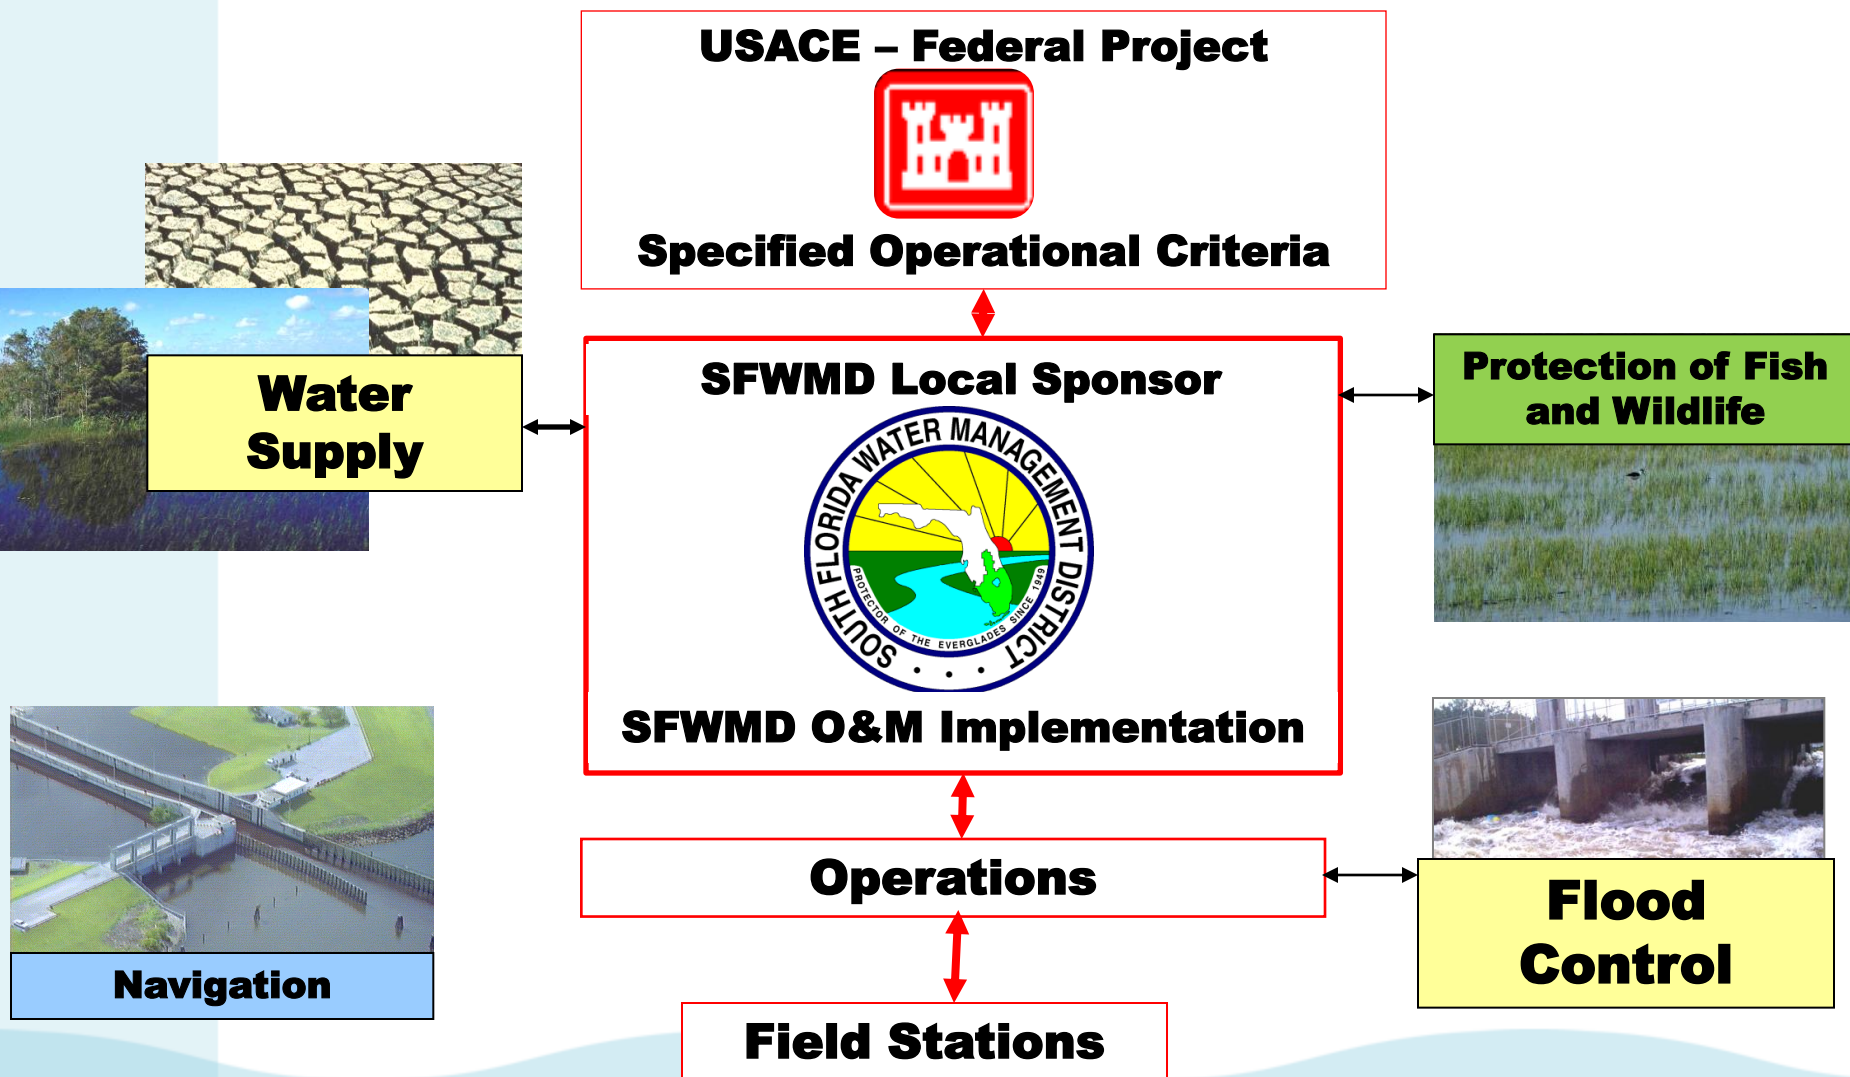 USACE – Federal Project
Specified Operational Criteria
Water
Supply
SFWMD Local Sponsor
SOUTH FLORIDA WATER MANAGEMENT DISTRICT
PROTECTOR OF THE EVERGLADES SINCE 1949
SFWMD O&M Implementation
Protection of Fish
and Wildlife
Navigation
Operations
Flood
Control
Field Stations